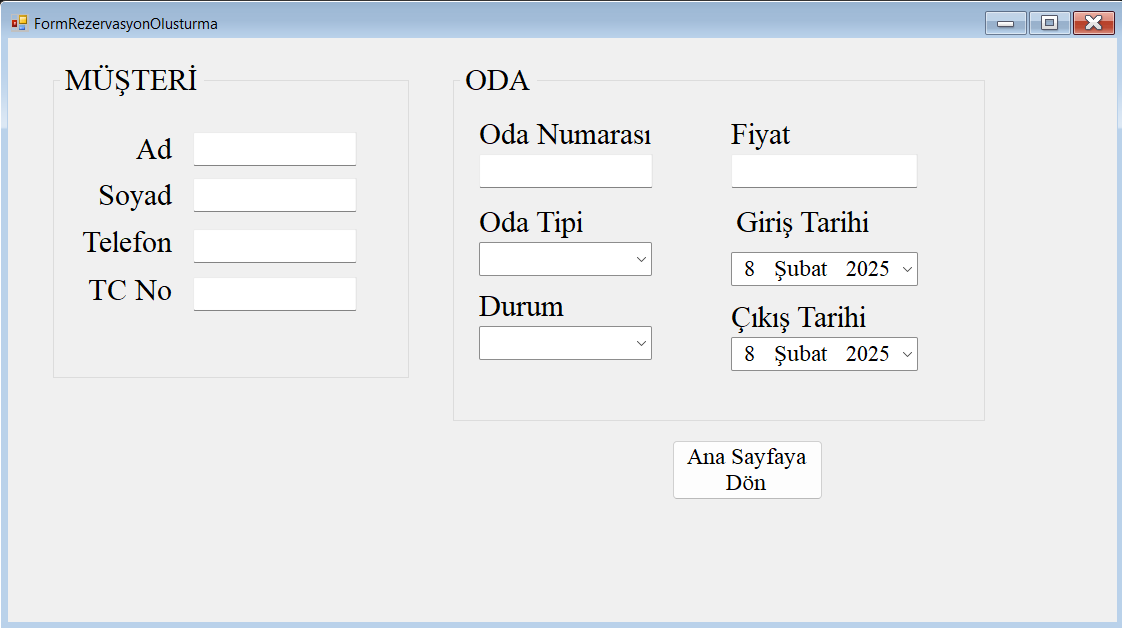 FormRezervasyonOlusturma
MÜŞTERİ
Ad
Soyad
Telefon
TC No
ODA
Oda Numarası
Fiyat
Oda Tipi
Giriş Tarihi
8 Şubat 2025
Durum
Çıkış Tarihi
8 Şubat 2025
Ana Sayfaya
Dön